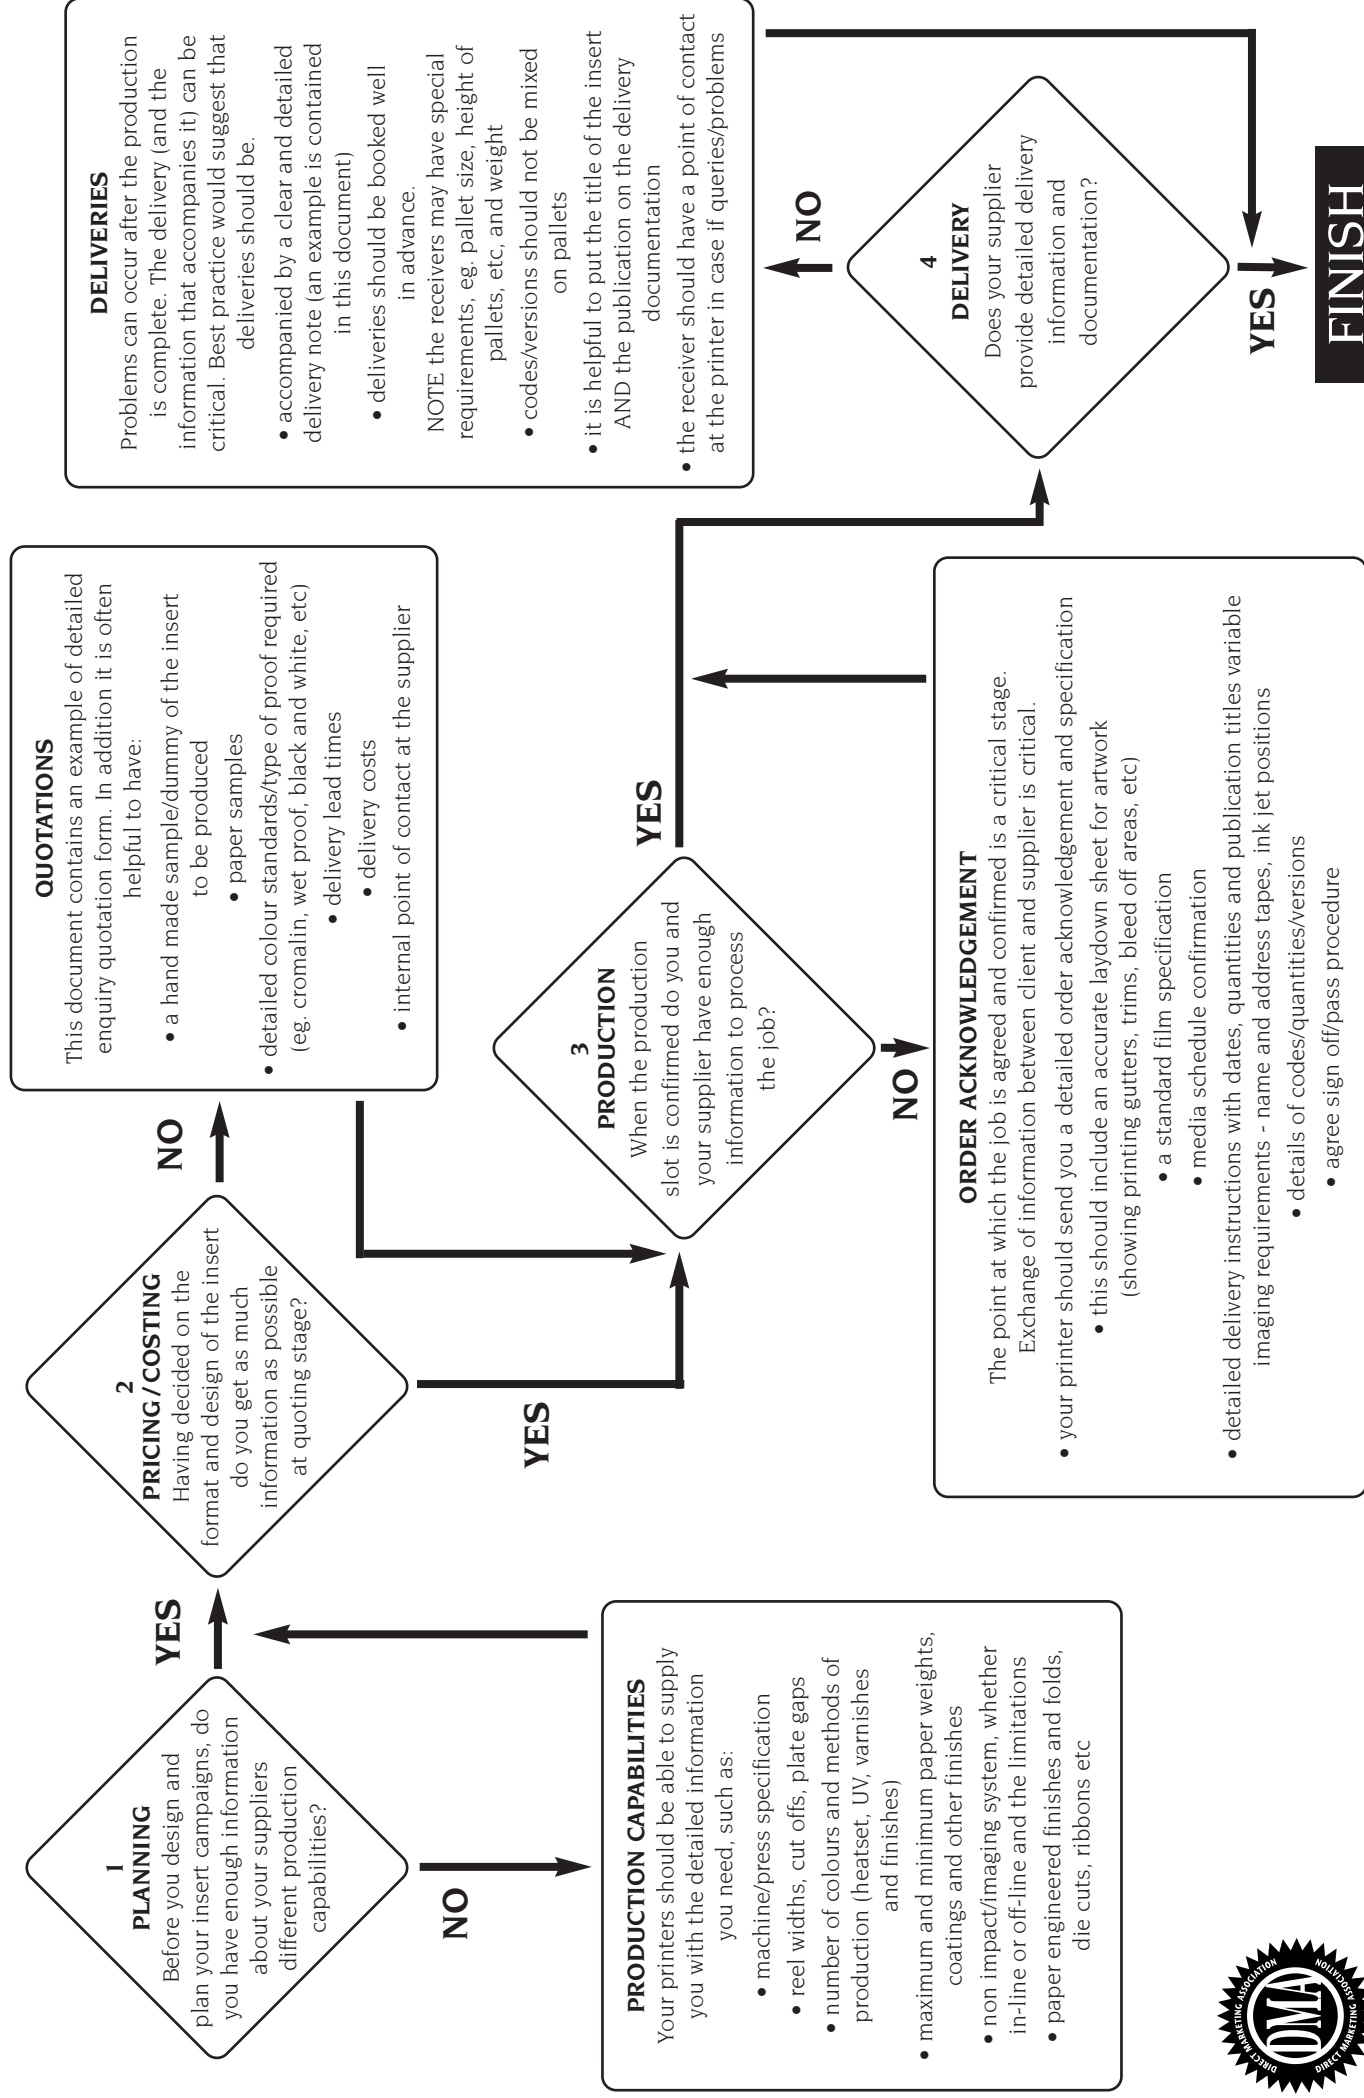 1
PLANNING
Before you design and
plan your insert campaigns, do
you have enough information
about your suppliers
different production
capabilities?
YES
NO
PRODUCTION CAPABILITIES
Your printers should be able to supply
you with the detailed information
you need, such as:
• machine/press specification
• reel widths, cut offs, plate gaps
• number of colours and methods of
production (heatset, UV, varnishes
and finishes)
• maximum and minimum paper weights,
coatings and other finishes
• non impact/imaging system, whether
in-line or off-line and the limitations
• paper engineered finishes and folds,
die cuts, ribbons etc
2
PRICING/COSTING
Having decided on the
format and design of the insert
do you get as much
information as possible
at quoting stage?
NO
YES
QUOTATIONS
This document contains an example of detailed
enquiry quotation form. In addition it is often
helpful to have:
• a hand made sample/dummy of the insert
to be produced
• paper samples
• detailed colour standards/type of proof required
(eg. cromalin, wet proof, black and white, etc)
• delivery lead times
• delivery costs
• internal point of contact at the supplier
3
PRODUCTION
When the production
slot is confirmed do you and
your supplier have enough
information to process
the job?
YES
NO
ORDER ACKNOWLEDGEMENT
The point at which the job is agreed and confirmed is a critical stage.
Exchange of information between client and supplier is critical.
• your printer should send you a detailed order acknowledgement and specification
• this should include an accurate laydown sheet for artwork
(showing printing gutters, trims, bleed off areas, etc)
• a standard film specification
• media schedule confirmation
• detailed delivery instructions with dates, quantities and publication titles variable
imaging requirements - name and address tapes, ink jet positions
• details of codes/quantities/versions
• agree sign off/pass procedure
DELIVERIES
Problems can occur after the production
is complete. The delivery (and the
information that accompanies it) can be
critical. Best practice would suggest that
deliveries should be.
• accompanied by a clear and detailed
delivery note (an example is contained
in this document)
• deliveries should be booked well
in advance.
NOTE the receivers may have special
requirements, eg. pallet size, height of
pallets, etc, and weight
• codes/versions should not be mixed
on pallets
• it is helpful to put the title of the insert
AND the publication on the delivery
documentation
• the receiver should have a point of contact
at the printer in case if queries/problems
4
DELIVERY
Does your supplier
provide detailed delivery
information and
documentation?
NO
YES
FINISH
DIRECT MARKETING ASSOCIATION
DMA
DIRECT MARKETING ASSOCIATION